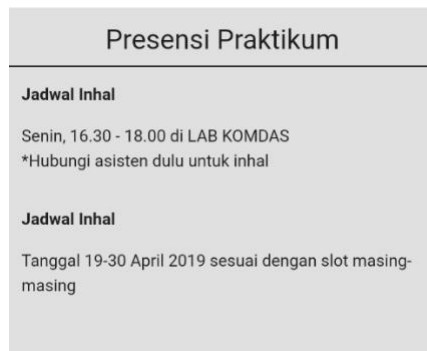 Presensi Praktikum
Jadwal Inhal
Senin, 16.30 - 18.00 di LAB KOMDAS
*Hubungi asisten dulu untuk inhal
Jadwal Inhal
Tanggal 19-30 April 2019 sesuai dengan slot masing-
masing